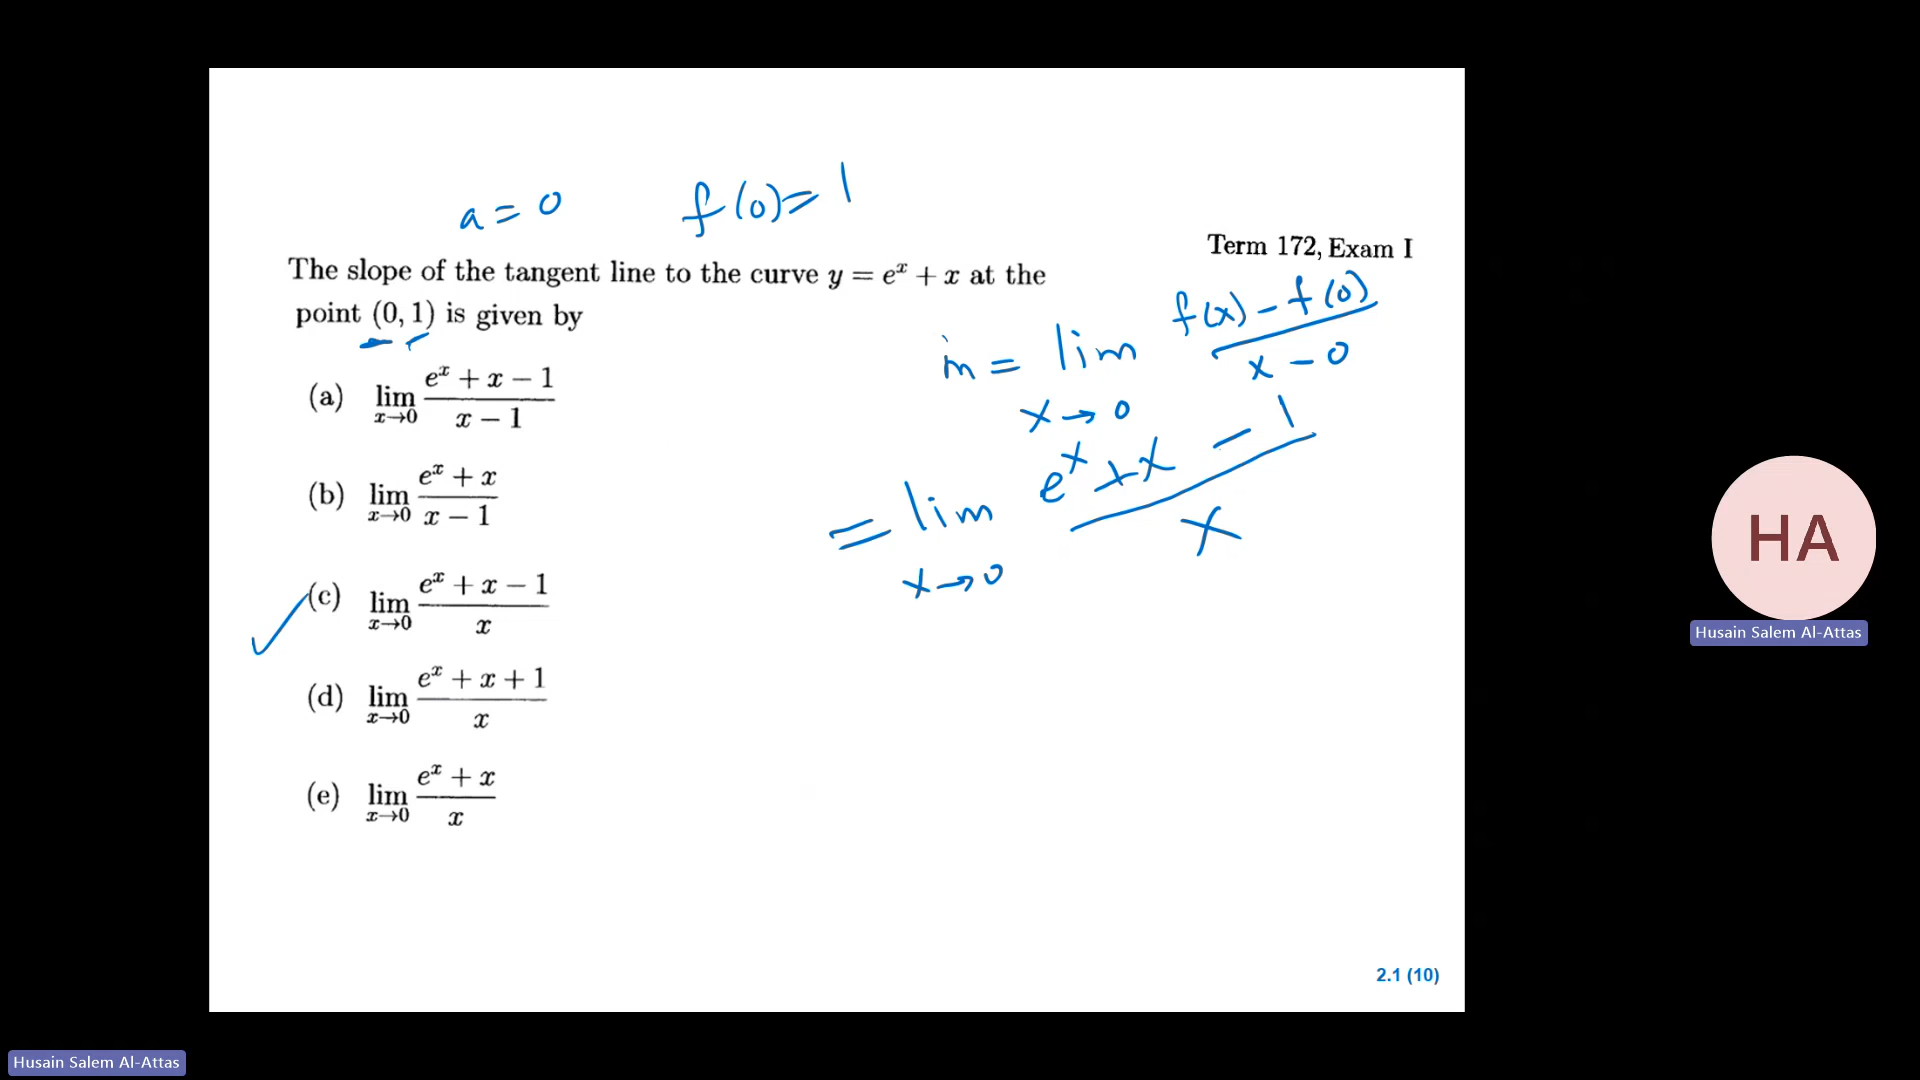 a = 0 f(0) = 1
Term 172, Exam I
The slope of the tangent line to the curve y = e^x + x at the
point (0, 1) is given by
(a) lim_{x→0} (e^x + x − 1)/(x − 1)
(b) lim_{x→0} (e^x + x)/(x − 1)
(c) lim_{x→0} (e^x + x − 1)/x
(d) lim_{x→0} (e^x + x + 1)/x
(e) lim_{x→0} (e^x + x)/x
m = lim_{x→0} (f(x) − f(0))/(x − 0)
= lim_{x→0} (e^x + x − 1)/x
2.1 (10)
HA
Husain Salem Al-Attas
Husain Salem Al-Attas